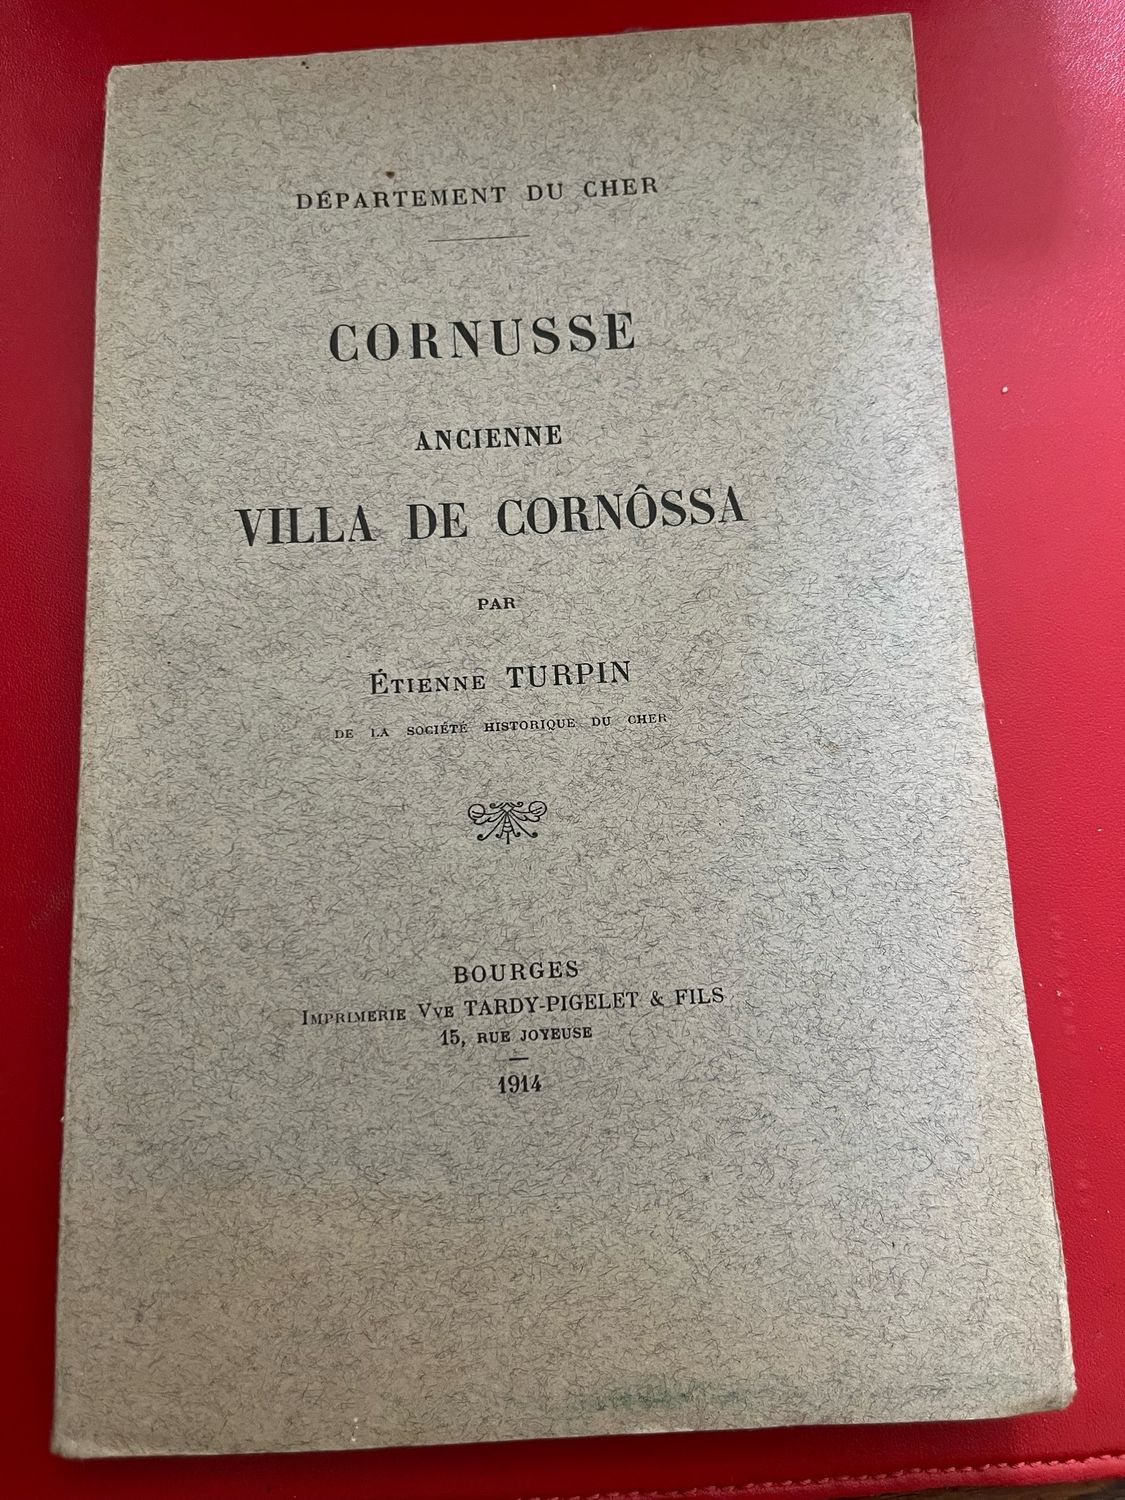 DÉPARTEMENT DU CHER
CORNUSSE
ANCIENNE
VILLA DE CORNÔSSA
PAR
ÉTIENNE TURPIN
DE LA SOCIÉTÉ HISTORIQUE DU CHER
BOURGES
IMPRIMERIE VVE TARDY-PIGELET & FILS
15, RUE JOYEUSE
1914